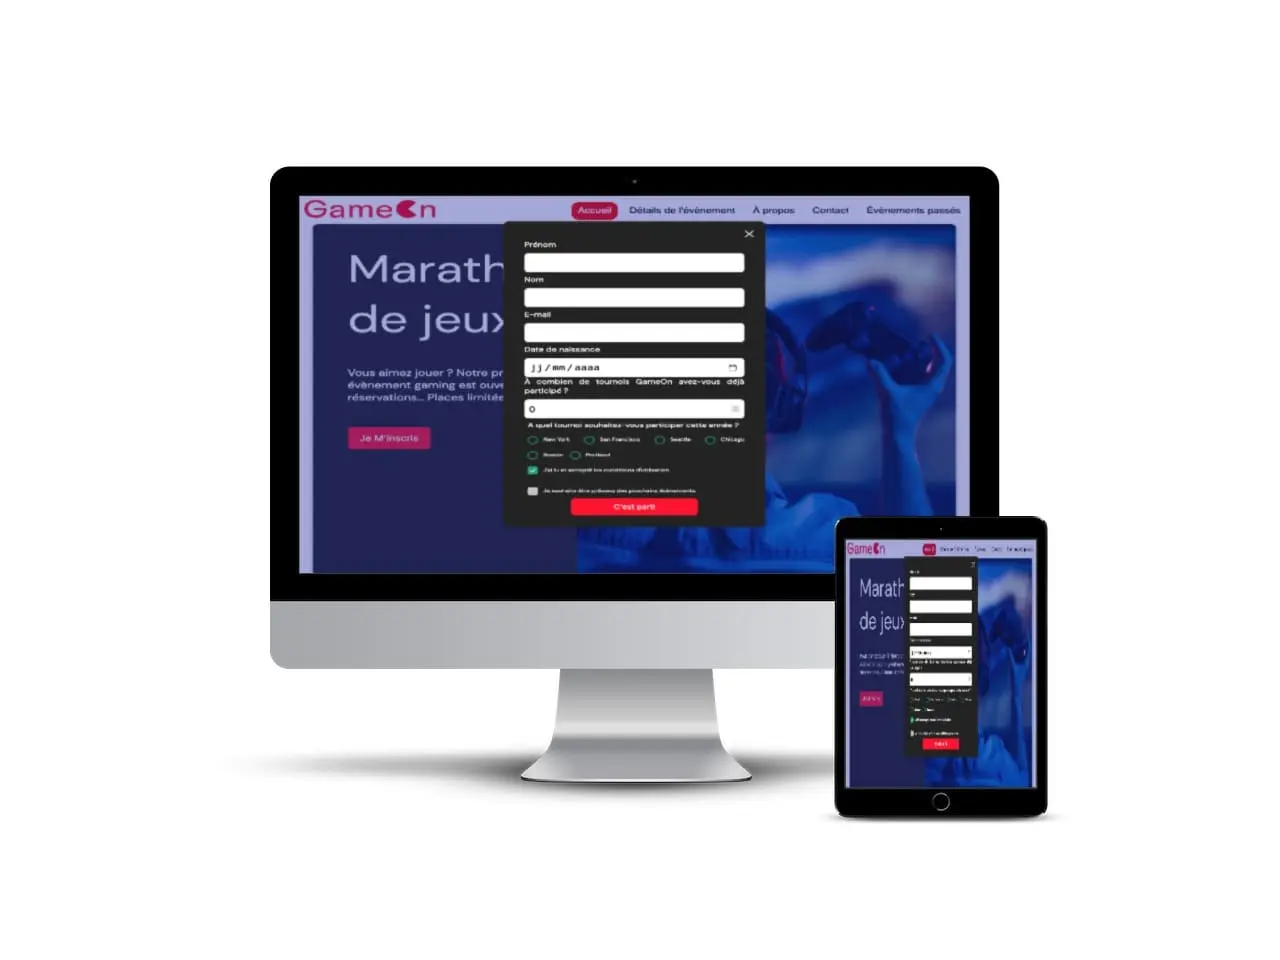 GameOn
Accueil Détails de l'évènement À propos Contact Évènements passés
Marath
de jeux
Vous aimez jouer ? Notre pr
évènement gaming est ouve
réservations... Places limitée
Je M'inscris
Prénom
Nom
E-mail
Date de naissance
jj/mm/aaaa
À combien de tournois GameOn avez-vous déjà
participé ?
0
A quel tournoi souhaitez-vous participer cette année ?
New York San Francisco Seattle Chicago
Boston Portland
J'ai lu et accepté les conditions d'utilisation.
Je souhaite être prévenu des prochains évènements.
C'est parti
GameOn
Marath
de jeux